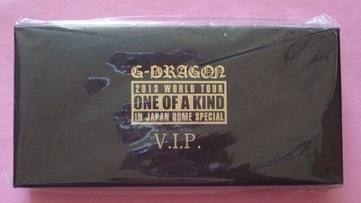 G-DRAGON
2013 WORLD TOUR
ONE OF A KIND
IN JAPAN DOME SPECIAL
V.I.P.